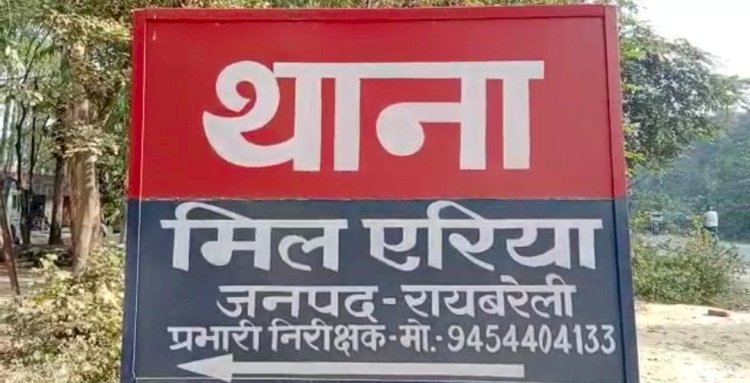 थाना
मिल एरिया
जनपद-रायबरेली
प्रभारी निरीक्षक-मो.-9454404133